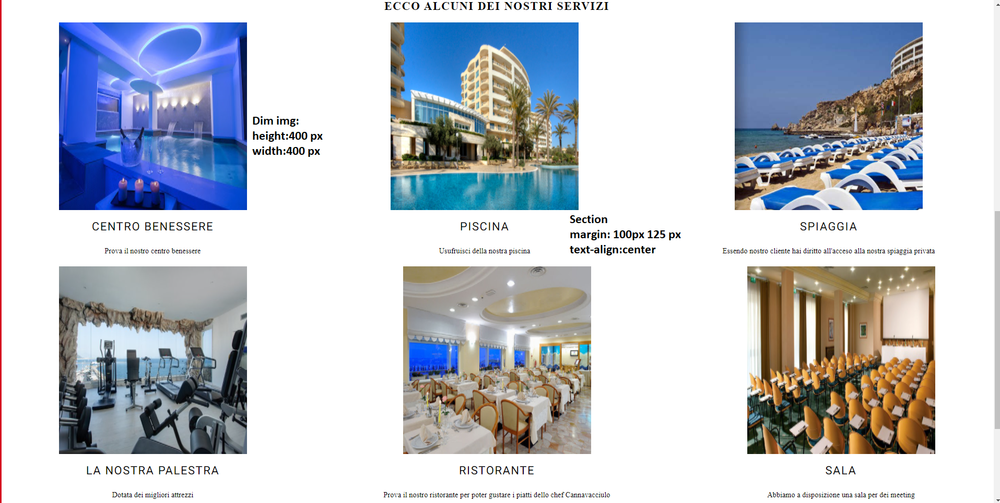 ECCO ALCUNI DEI NOSTRI SERVIZI
Dim img:
height:400 px
width:400 px
CENTRO BENESSERE
Prova il nostro centro benessere
PISCINA
Usufruisci della nostra piscina
Section
margin: 100px 125 px
text-align:center
SPIAGGIA
Essendo nostro cliente hai diritto all'acceso alla nostra spiaggia privata
LA NOSTRA PALESTRA
Dotata dei migliori attrezzi
RISTORANTE
Prova il nostro ristorante per poter gustare i piatti dello chef Cannavacciulo
SALA
Abbiamo a disposizione una sala per dei meeting